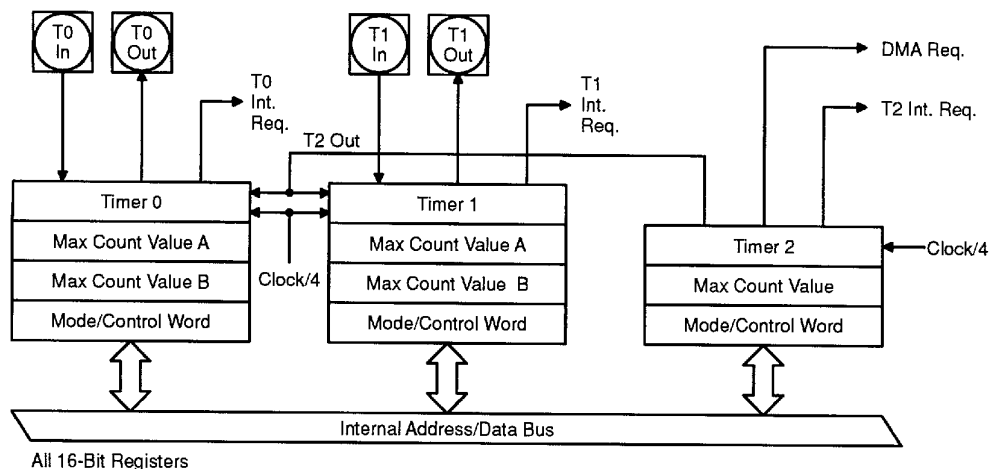 T0
In
T0
Out
T1
In
T1
Out
DMA Req.
T0
Int.
Req.
T1
Int.
Req.
T2 Int. Req.
T2 Out
Timer 0
Max Count Value A
Max Count Value B
Mode/Control Word
Clock/4
Timer 1
Max Count Value A
Max Count Value B
Mode/Control Word
Timer 2
Max Count Value
Mode/Control Word
Clock/4
Internal Address/Data Bus
All 16-Bit Registers